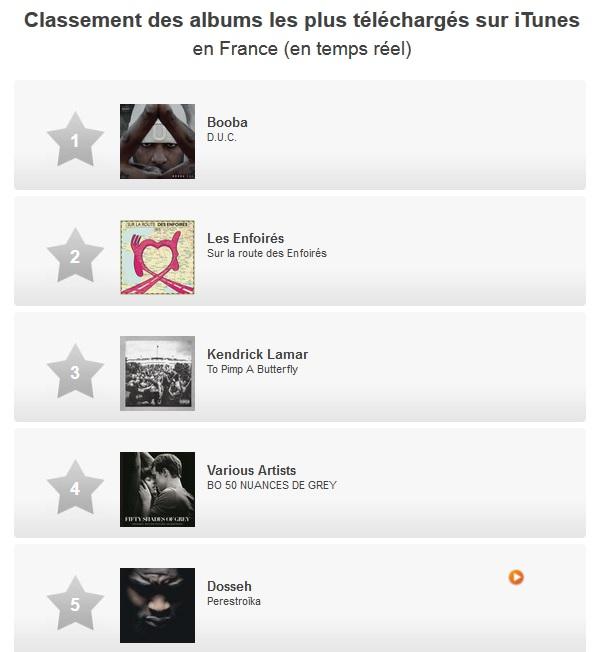 Classement des albums les plus téléchargés sur iTunes
en France (en temps réel)
1
Booba
D.U.C.
2
SUR LA ROUTE DES ENFOIRÉS
Les Enfoirés
Sur la route des Enfoirés
3
Kendrick Lamar
To Pimp A Butterfly
4
FIFTY SHADES OF GREY
Various Artists
BO 50 NUANCES DE GREY
5
Dosseh
Perestroïka